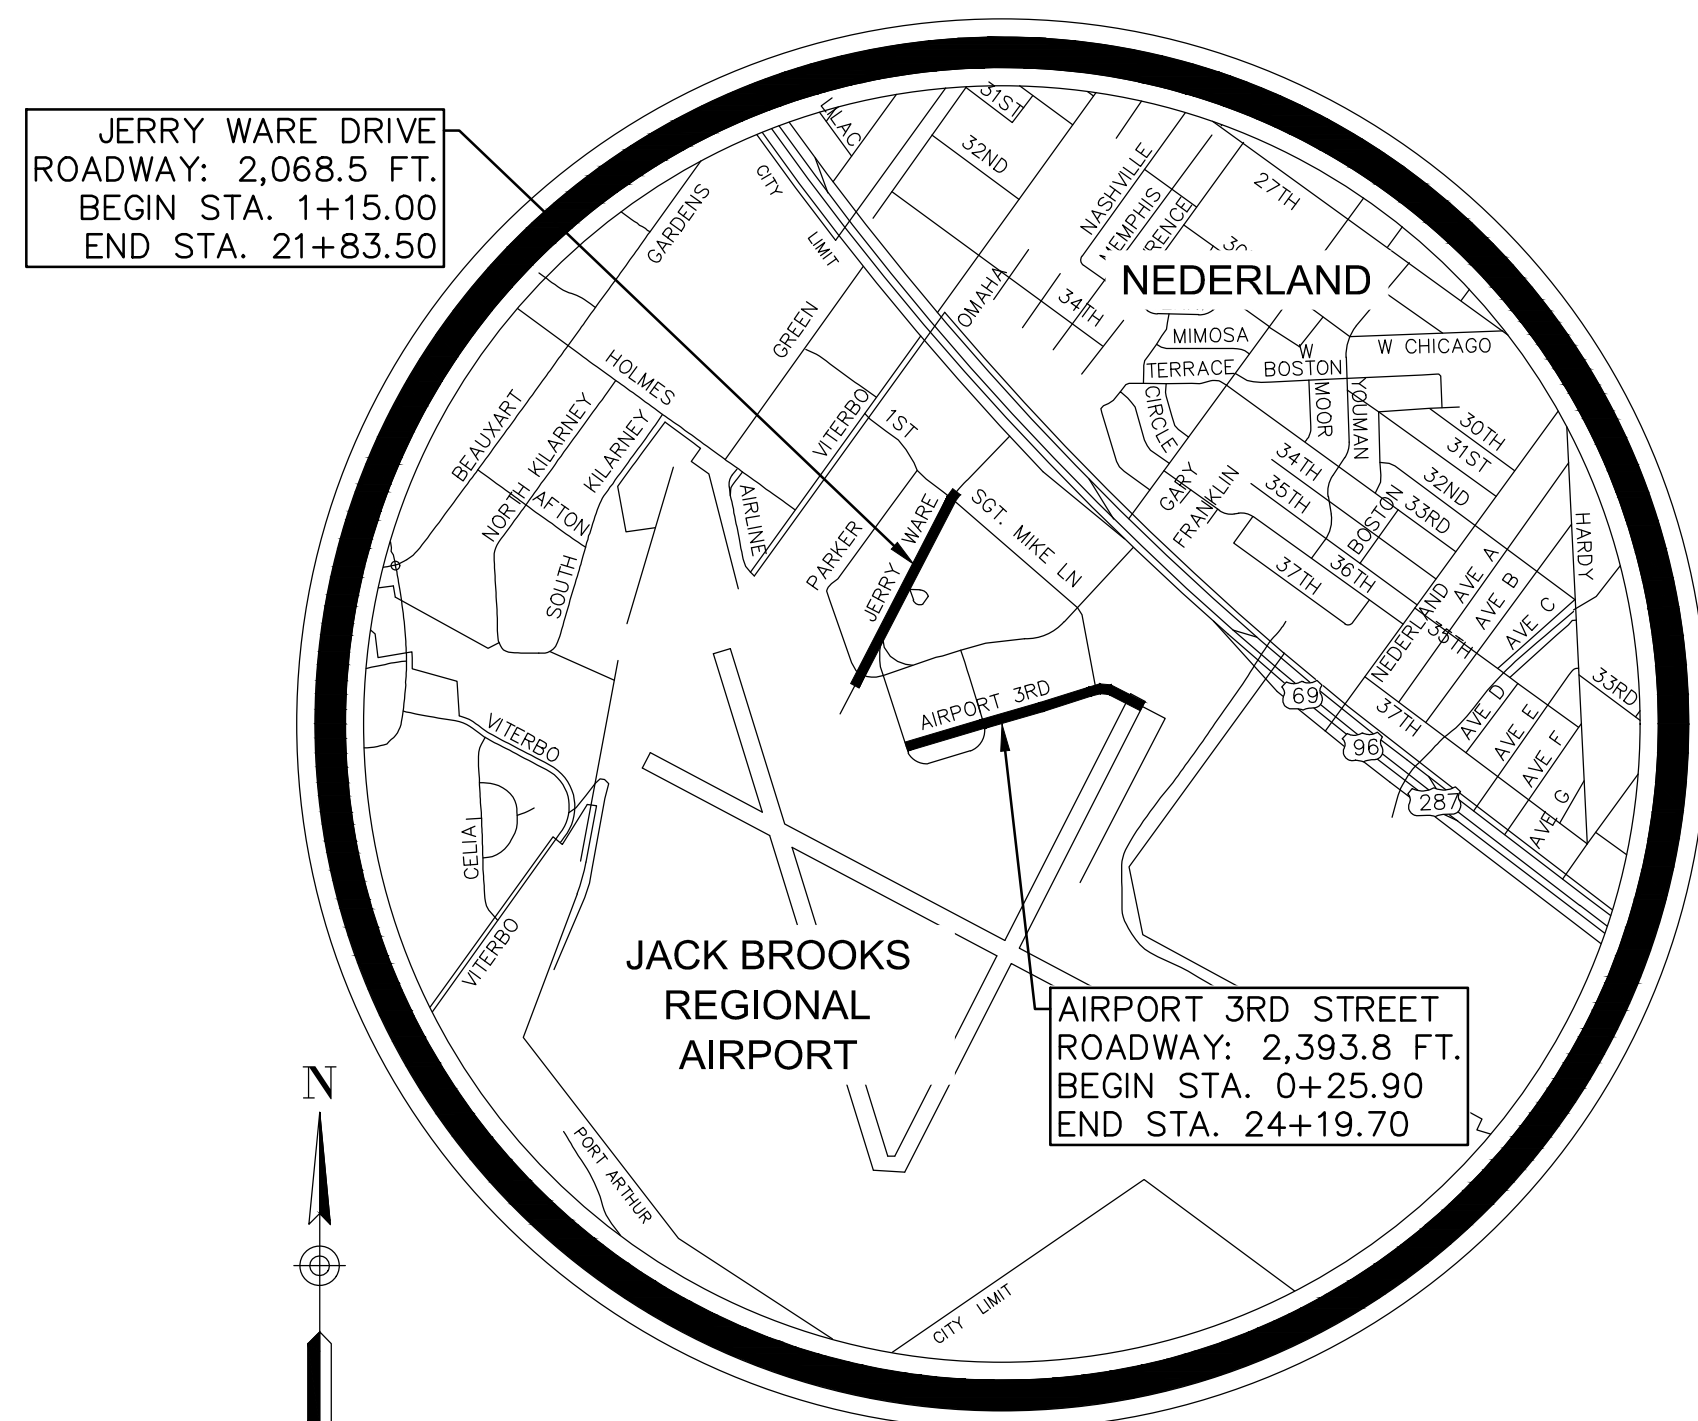 JERRY WARE DRIVE
ROADWAY: 2,068.5 FT.
BEGIN STA. 1+15.00
END STA. 21+83.50
LILAC
31ST
32ND
CITY
LIMIT
GARDENS
NASHVILLE
MEMPHIS
27TH
OMAHA
34TH
NEDERLAND
GREEN
HOLMES
MIMOSA
W
BOSTON
W CHICAGO
TERRACE
CIRCLE
MOOR
YOUMAN
BEAUXART
NORTH KILARNEY
KILARNEY
SOUTH
AFTON
AIRLINE
VITERBO
1ST
PARKER
JERRY WARE
SGT. MIKE LN
GARY
FRANKLIN
34TH
35TH
36TH
37TH
BOSTON
30TH
31ST
32ND
33RD
HARDY
NEDERLAND
AVE A
AVE B
AVE C
35TH
33RD
AVE D
AVE E
AVE F
AVE G
37TH
69
96
287
AIRPORT 3RD
VITERBO
CELIA
VITERBO
JACK BROOKS
REGIONAL
AIRPORT
AIRPORT 3RD STREET
ROADWAY: 2,393.8 FT.
BEGIN STA. 0+25.90
END STA. 24+19.70
N
PORT ARTHUR
CITY LIMIT